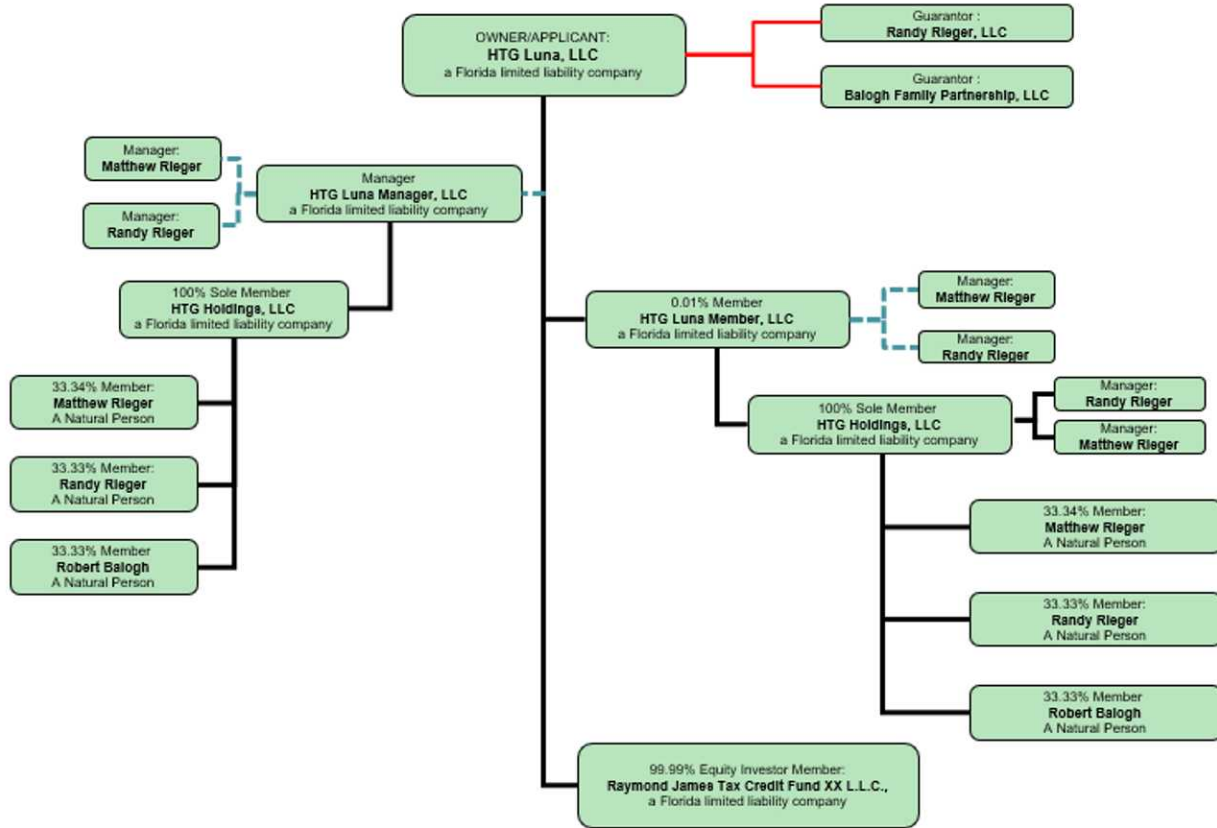 OWNER/APPLICANT:
HTG Luna, LLC
a Florida limited liability company
Guarantor :
Randy Rieger, LLC
Guarantor :
Balogh Family Partnership, LLC
Manager:
Matthew Rieger
Manager:
Randy Rieger
Manager
HTG Luna Manager, LLC
a Florida limited liability company
100% Sole Member
HTG Holdings, LLC
a Florida limited liability company
33.34% Member:
Matthew Rieger
A Natural Person
33.33% Member:
Randy Rieger
A Natural Person
33.33% Member
Robert Balogh
A Natural Person
0.01% Member
HTG Luna Member, LLC
a Florida limited liability company
Manager:
Matthew Rieger
Manager:
Randy Rieger
100% Sole Member
HTG Holdings, LLC
a Florida limited liability company
Manager:
Randy Rieger
Manager:
Matthew Rieger
33.34% Member:
Matthew Rieger
A Natural Person
33.33% Member:
Randy Rieger
A Natural Person
33.33% Member
Robert Balogh
A Natural Person
99.99% Equity Investor Member:
Raymond James Tax Credit Fund XX L.L.C.,
a Florida limited liability company